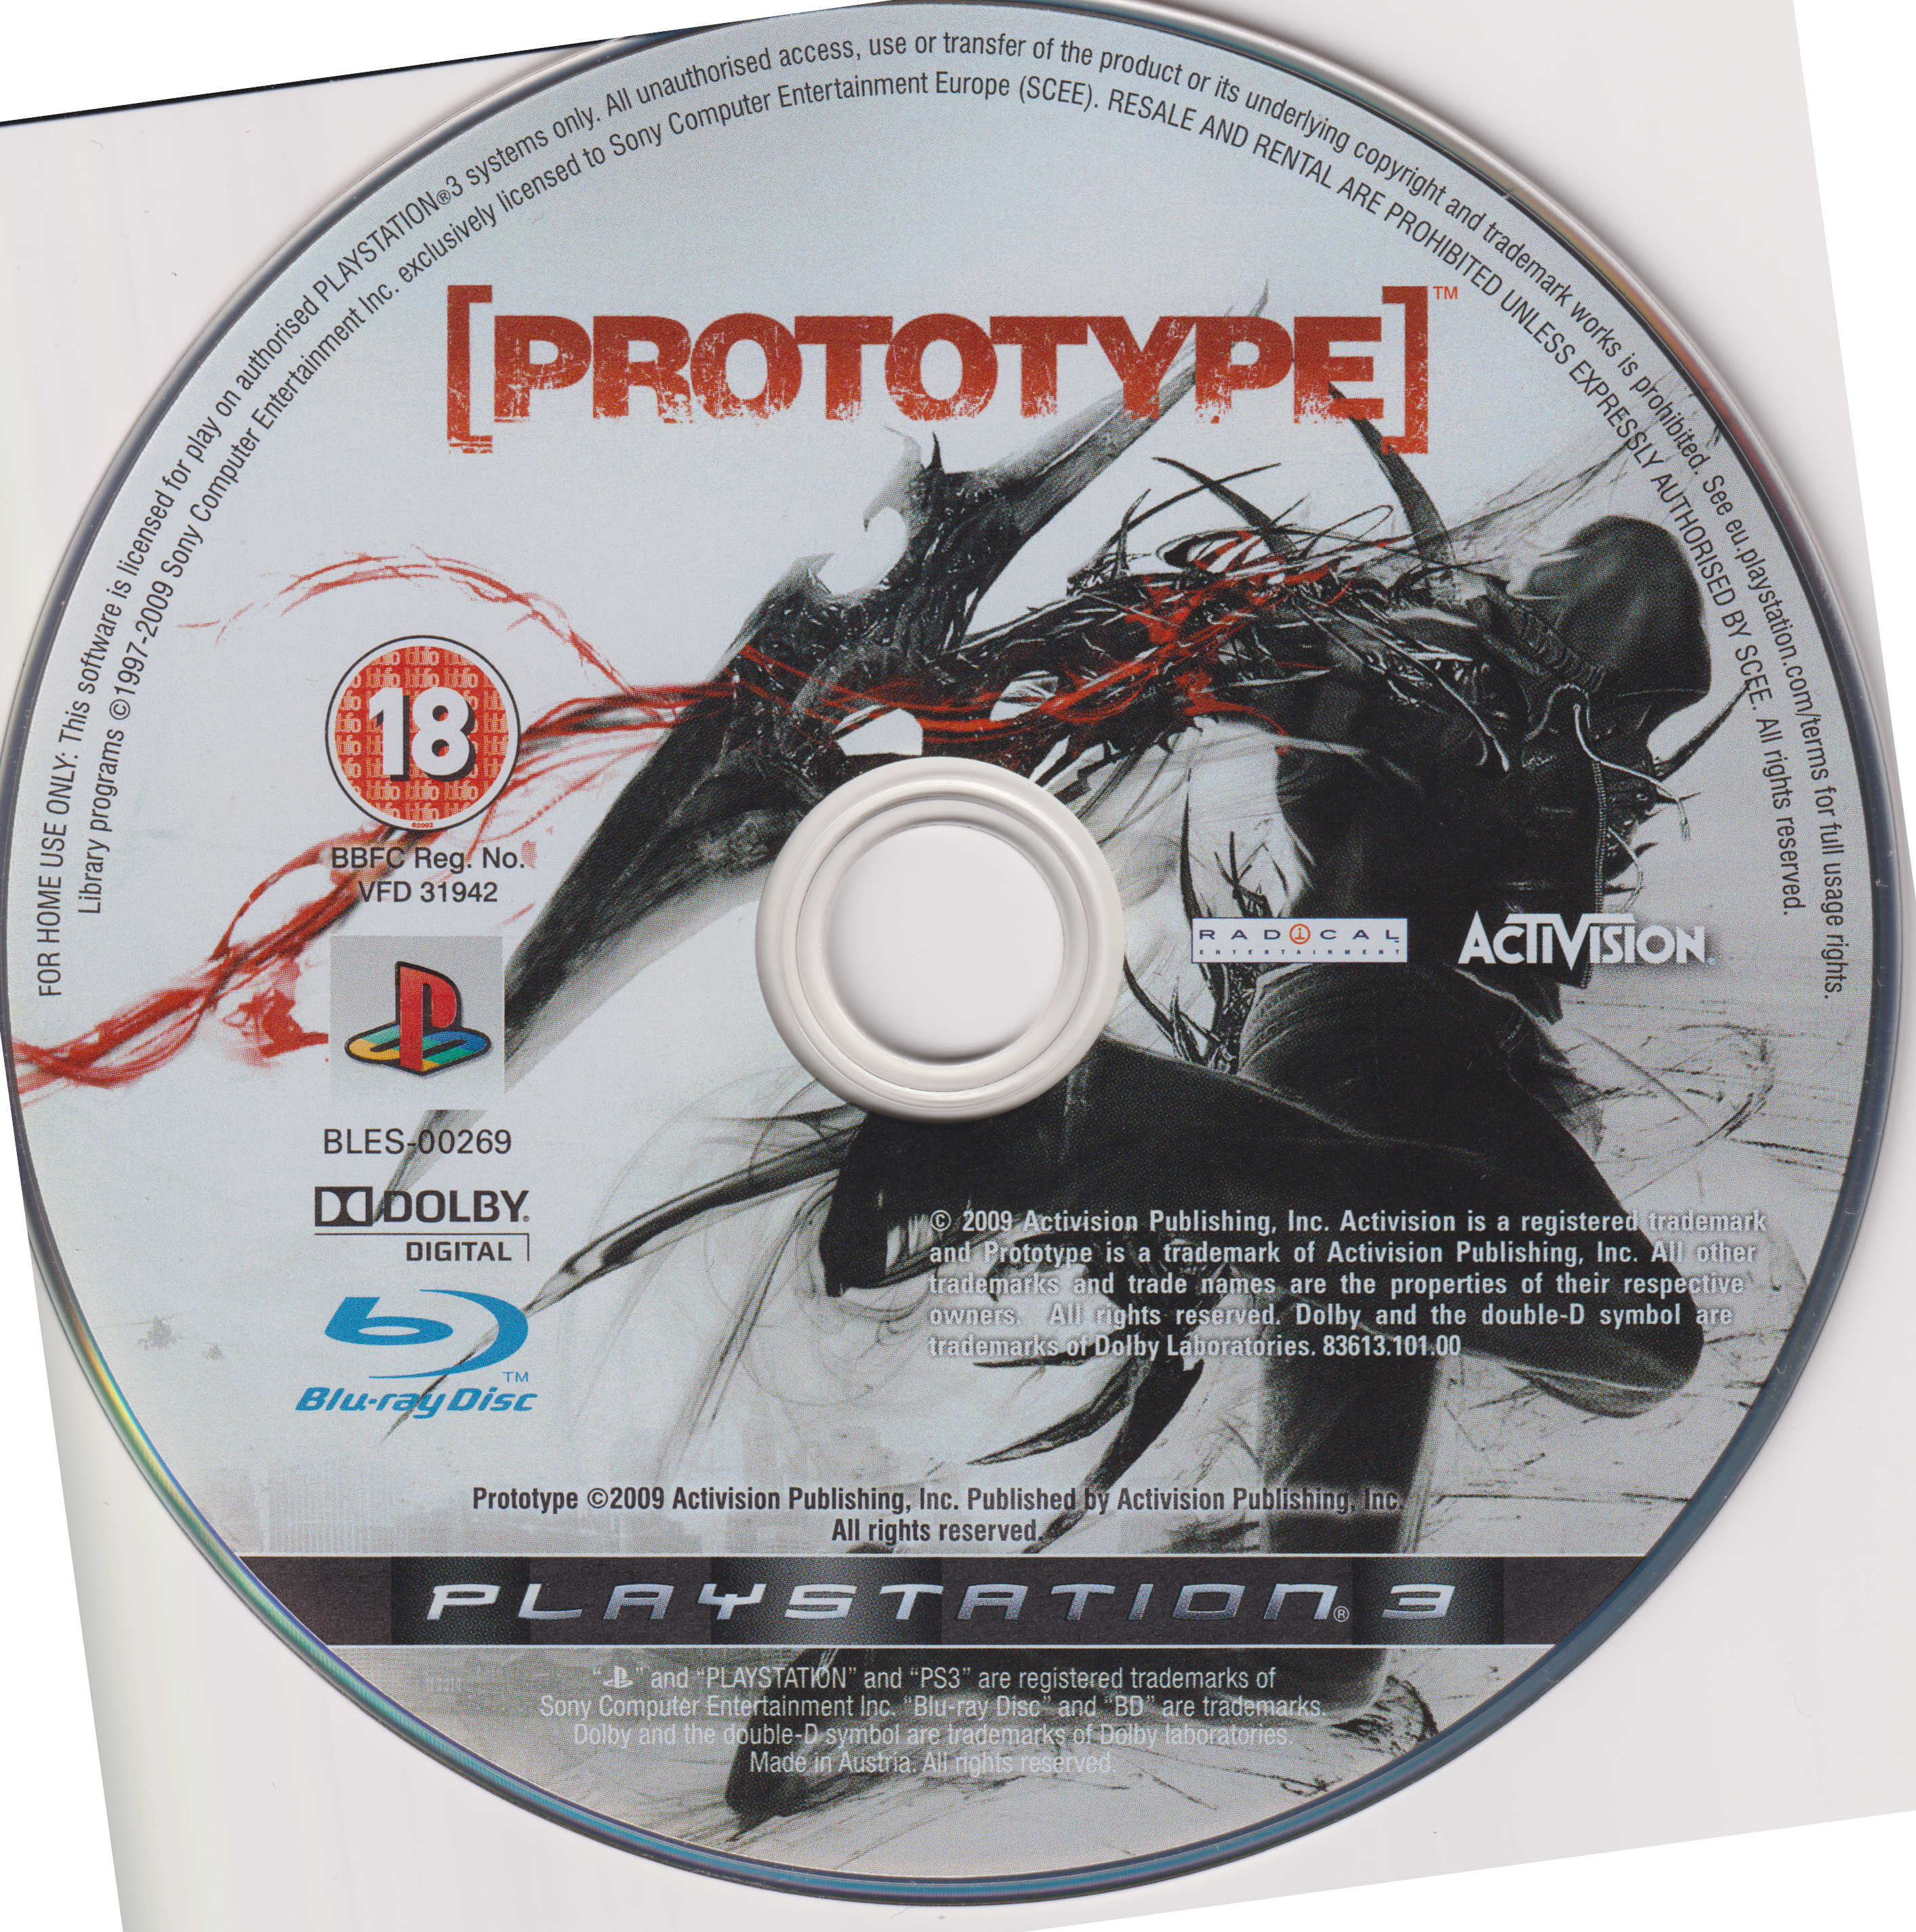 FOR HOME USE ONLY: This software is licensed for play on authorised PLAYSTATION®3 systems only. All unauthorised access, use or transfer of the product or its underlying copyright and trademark works is prohibited. See eu.playstation.com/terms for full usage rights.
Library programs ©1997-2009 Sony Computer Entertainment Inc. exclusively licensed to Sony Computer Entertainment Europe (SCEE). RESALE AND RENTAL ARE PROHIBITED UNLESS EXPRESSLY AUTHORISED BY SCEE. All rights reserved.
[PROTOTYPE]™
18
©2002
BBFC Reg. No.
VFD 31942
RADiCAL
ENTERTAINMENT
ACTIVISION®
BLES-00269
DOLBY®
DIGITAL
™
Blu-ray Disc
© 2009 Activision Publishing, Inc. Activision is a registered trademark
and Prototype is a trademark of Activision Publishing, Inc. All other
trademarks and trade names are the properties of their respective
owners. All rights reserved. Dolby and the double-D symbol are
trademarks of Dolby Laboratories. 83613.101.00
Prototype ©2009 Activision Publishing, Inc. Published by Activision Publishing, Inc.
All rights reserved.
PLAYSTATION®3
“ ” and “PLAYSTATION” and “PS3” are registered trademarks of
Sony Computer Entertainment Inc. “Blu-ray Disc” and “BD” are trademarks.
Dolby and the double-D symbol are trademarks of Dolby laboratories.
Made in Austria. All rights reserved.